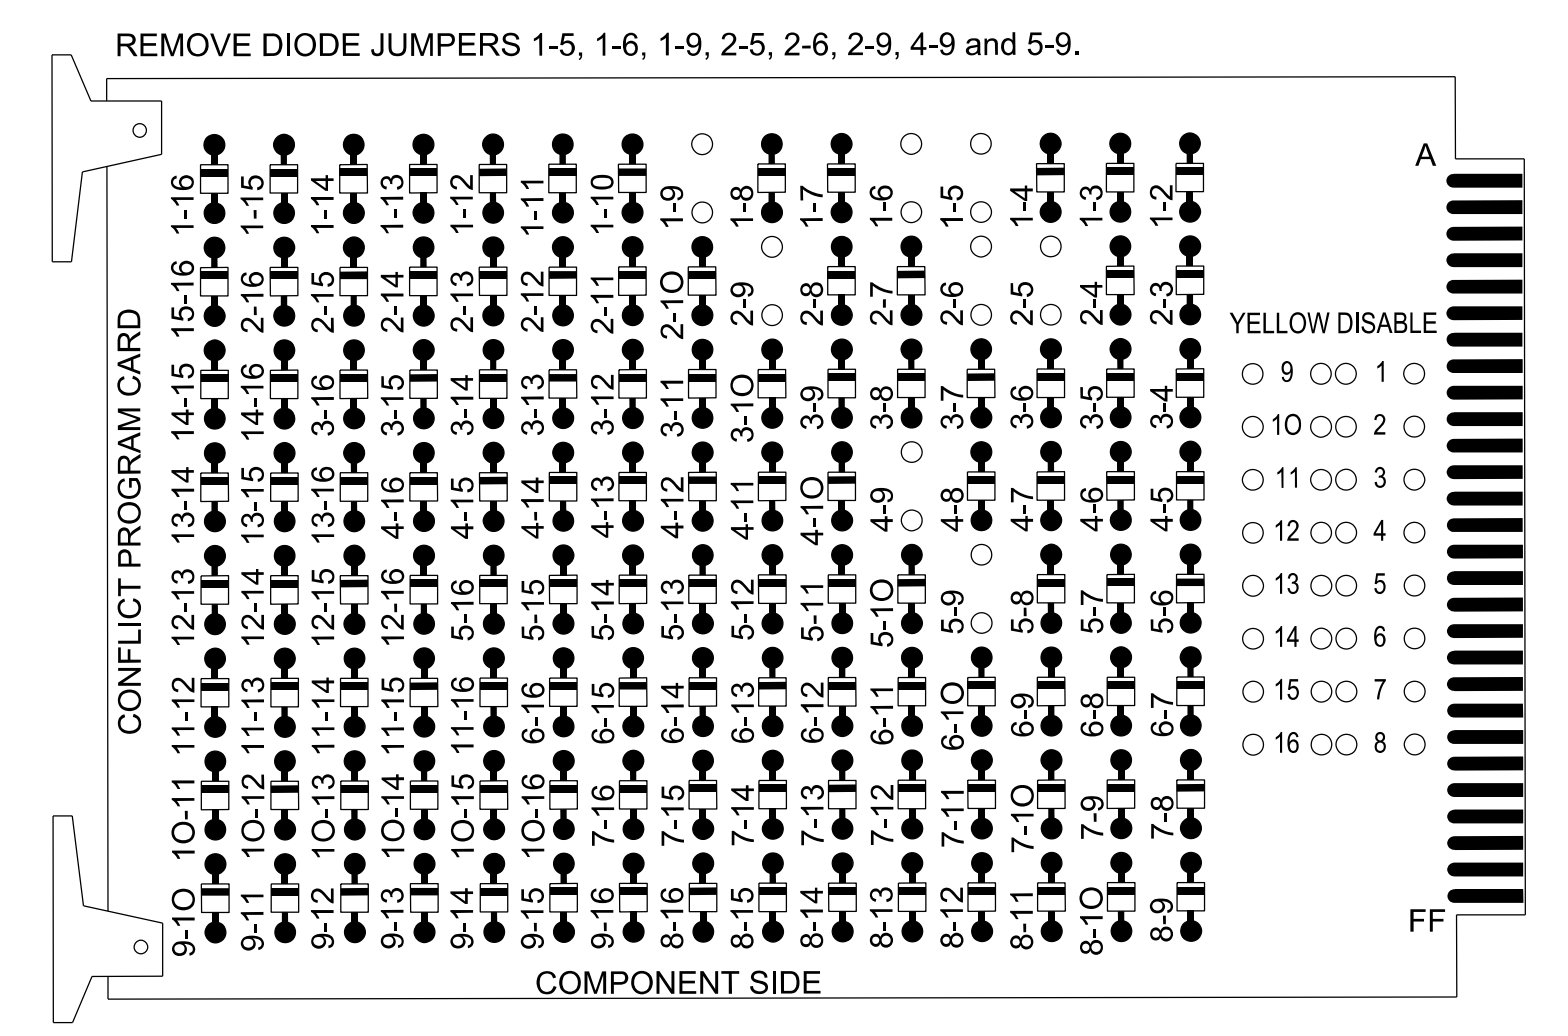 REMOVE DIODE JUMPERS 1-5, 1-6, 1-9, 2-5, 2-6, 2-9, 4-9 and 5-9.
A
1-16 1-15 1-14 1-13 1-12 1-11 1-10 1-9 1-8 1-7 1-6 1-5 1-4 1-3 1-2
15-16 2-16 2-15 2-14 2-13 2-12 2-11 2-10 2-9 2-8 2-7 2-6 2-5 2-4 2-3
14-15 14-16 3-16 3-15 3-14 3-13 3-12 3-11 3-10 3-9 3-8 3-7 3-6 3-5 3-4
13-14 13-15 13-16 4-16 4-15 4-14 4-13 4-12 4-11 4-10 4-9 4-8 4-7 4-6 4-5
12-13 12-14 12-15 12-16 5-16 5-15 5-14 5-13 5-12 5-11 5-10 5-9 5-8 5-7 5-6
11-12 11-13 11-14 11-15 11-16 6-16 6-15 6-14 6-13 6-12 6-11 6-10 6-9 6-8 6-7
10-11 10-12 10-13 10-14 10-15 10-16 7-16 7-15 7-14 7-13 7-12 7-11 7-10 7-9 7-8
9-10 9-11 9-12 9-13 9-14 9-15 9-16 8-16 8-15 8-14 8-13 8-12 8-11 8-10 8-9
CONFLICT PROGRAM CARD
YELLOW DISABLE
9 1
10 2
11 3
12 4
13 5
14 6
15 7
16 8
FF
COMPONENT SIDE